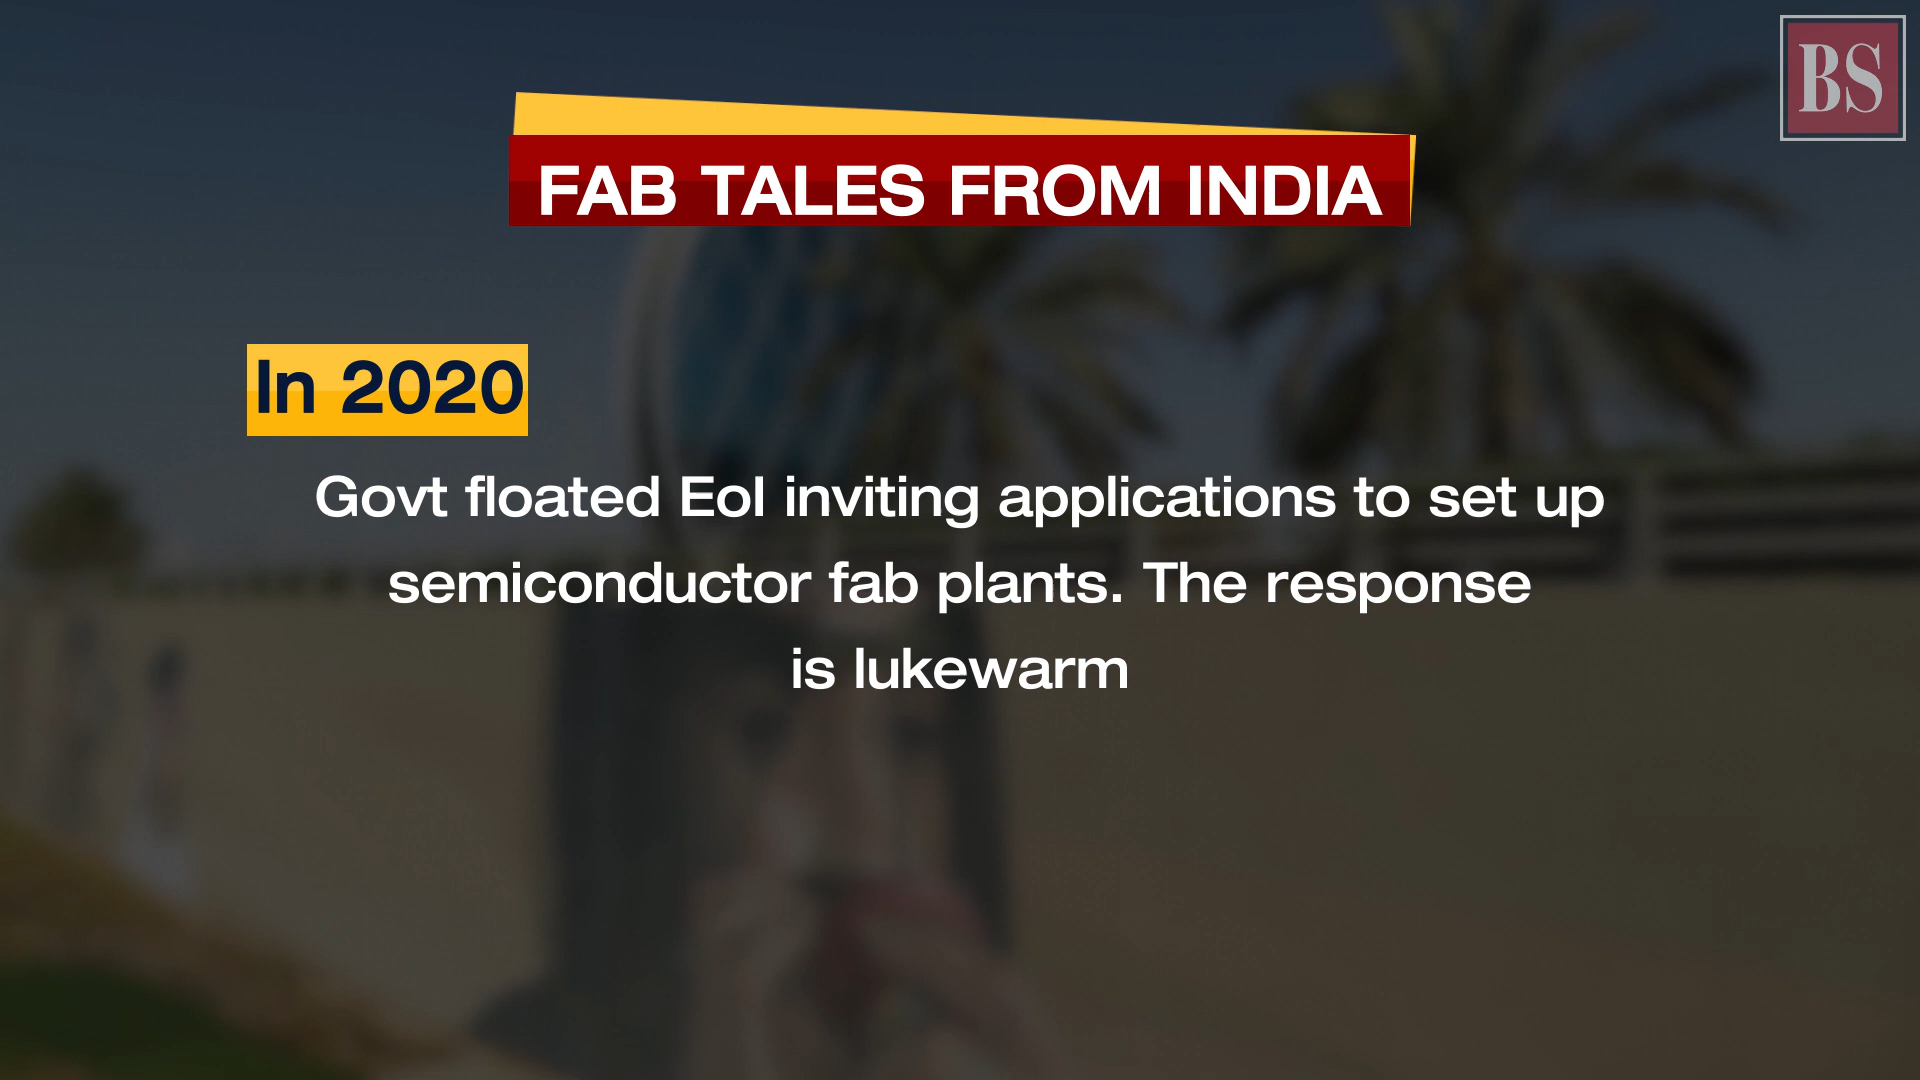 BS
FAB TALES FROM INDIA
In 2020
Govt floated EoI inviting applications to set up
semiconductor fab plants. The response
is lukewarm